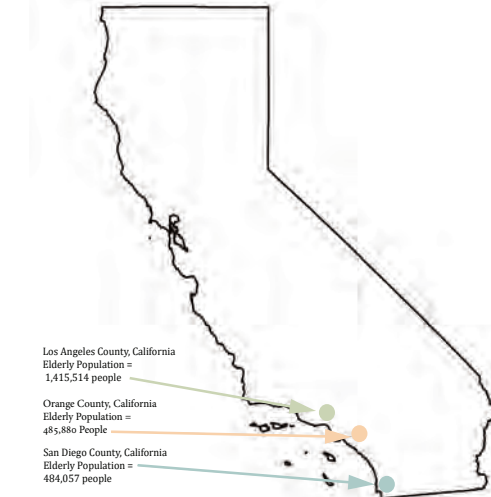 Los Angeles County, California
Elderly Population =
1,415,514 people
Orange County, California
Elderly Population =
485,880 People
San Diego County, California
Elderly Population =
484,057 people